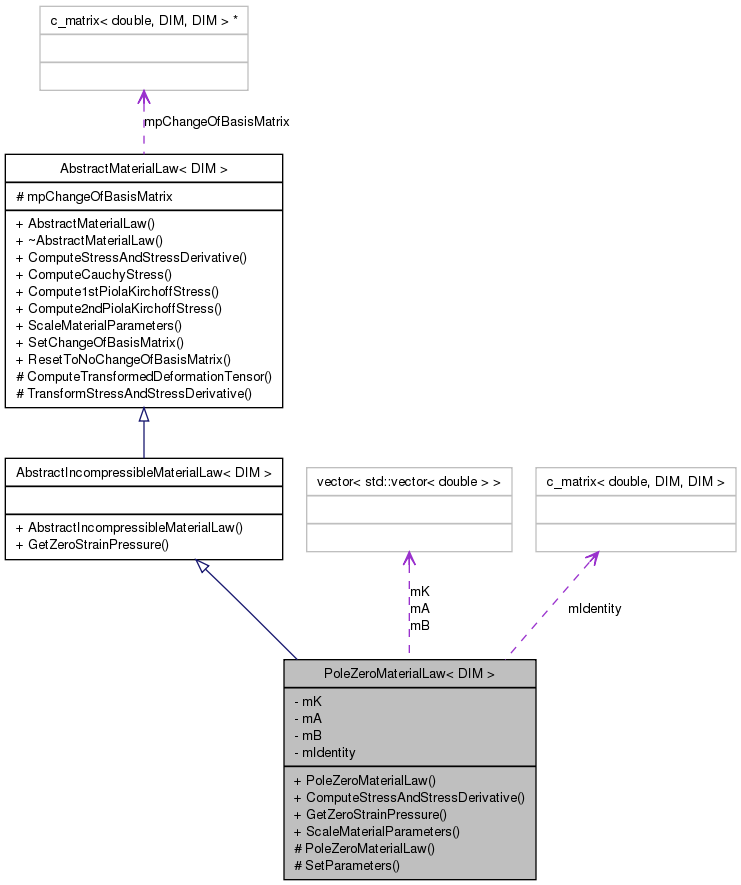 c_matrix< double, DIM, DIM > *
mpChangeOfBasisMatrix
AbstractMaterialLaw< DIM >
# mpChangeOfBasisMatrix
+ AbstractMaterialLaw()
+ ~AbstractMaterialLaw()
+ ComputeStressAndStressDerivative()
+ ComputeCauchyStress()
+ Compute1stPiolaKirchoffStress()
+ Compute2ndPiolaKirchoffStress()
+ ScaleMaterialParameters()
+ SetChangeOfBasisMatrix()
+ ResetToNoChangeOfBasisMatrix()
# ComputeTransformedDeformationTensor()
# TransformStressAndStressDerivative()
AbstractIncompressibleMaterialLaw< DIM >
+ AbstractIncompressibleMaterialLaw()
+ GetZeroStrainPressure()
vector< std::vector< double > >
c_matrix< double, DIM, DIM >
mK
mA
mB
mIdentity
PoleZeroMaterialLaw< DIM >
- mK
- mA
- mB
- mIdentity
+ PoleZeroMaterialLaw()
+ ComputeStressAndStressDerivative()
+ GetZeroStrainPressure()
+ ScaleMaterialParameters()
# PoleZeroMaterialLaw()
# SetParameters()